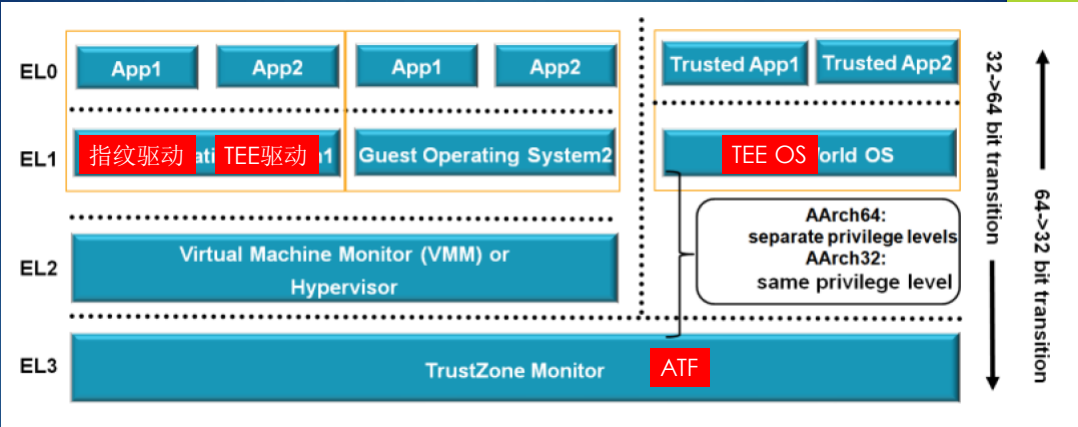 EL0
App1
App2
App1
App2
Trusted App1
Trusted App2
EL1
指纹驱动
TEE驱动
Guest Operating System2
TEE OS
OS
AArch64:
separate privilege levels
AArch32:
same privilege level
EL2
Virtual Machine Monitor (VMM) or
Hypervisor
EL3
TrustZone Monitor
ATF
32->64 bit transition
64->32 bit transition